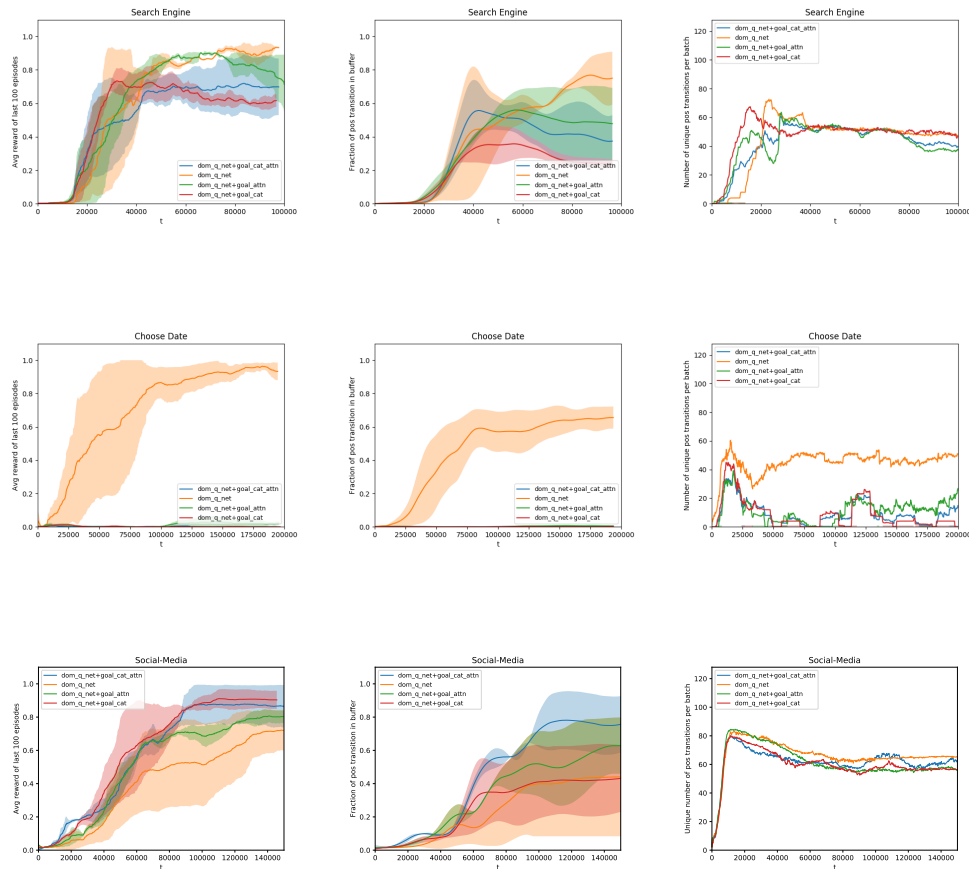 Search Engine
Avg reward of last 100 episodes
1.0
0.8
0.6
0.4
0.2
0.0
0 20000 40000 60000 80000 100000
t
dom_q_net+goal_cat_attn
dom_q_net
dom_q_net+goal_attn
dom_q_net+goal_cat
Search Engine
Fraction of pos transition in buffer
1.0
0.8
0.6
0.4
0.2
0.0
0 20000 40000 60000 80000 100000
t
dom_q_net+goal_cat_attn
dom_q_net
dom_q_net+goal_attn
dom_q_net+goal_cat
Search Engine
Number of unique pos transitions per batch
120
100
80
60
40
20
0
0 20000 40000 60000 80000 100000
t
dom_q_net+goal_cat_attn
dom_q_net
dom_q_net+goal_attn
dom_q_net+goal_cat
Choose Date
Avg reward of last 100 episodes
1.0
0.8
0.6
0.4
0.2
0.0
0 25000 50000 75000 100000 125000 150000 175000 200000
t
dom_q_net+goal_cat_attn
dom_q_net
dom_q_net+goal_attn
dom_q_net+goal_cat
Choose Date
Fraction of pos transition in buffer
1.0
0.8
0.6
0.4
0.2
0.0
0 25000 50000 75000 100000 125000 150000 175000 200000
t
dom_q_net+goal_cat_attn
dom_q_net
dom_q_net+goal_attn
dom_q_net+goal_cat
Choose Date
Number of unique pos transitions per batch
120
100
80
60
40
20
0
0 25000 50000 75000 100000 125000 150000 175000 200000
t
dom_q_net+goal_cat_attn
dom_q_net
dom_q_net+goal_attn
dom_q_net+goal_cat
Social-Media
Avg reward of last 100 episodes
1.0
0.8
0.6
0.4
0.2
0.0
0 20000 40000 60000 80000 100000 120000 140000
t
dom_q_net+goal_cat_attn
dom_q_net
dom_q_net+goal_attn
dom_q_net+goal_cat
Social-Media
Fraction of pos transition in buffer
1.0
0.8
0.6
0.4
0.2
0.0
0 20000 40000 60000 80000 100000 120000 140000
t
dom_q_net+goal_cat_attn
dom_q_net
dom_q_net+goal_attn
dom_q_net+goal_cat
Social-Media
Unique number of pos transitions per batch
120
100
80
60
40
20
0
0 20000 40000 60000 80000 100000 120000 140000
t
dom_q_net+goal_cat_attn
dom_q_net
dom_q_net+goal_attn
dom_q_net+goal_cat